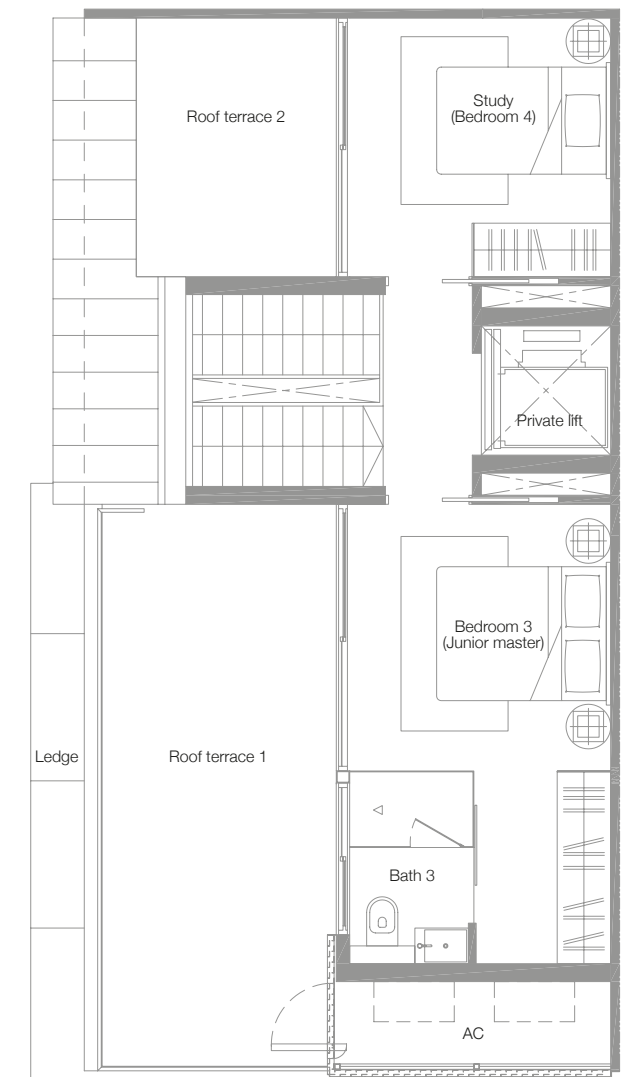 Roof terrace 2
Study
(Bedroom 4)
Private lift
Bedroom 3
(Junior master)
Ledge
Roof terrace 1
Bath 3
AC